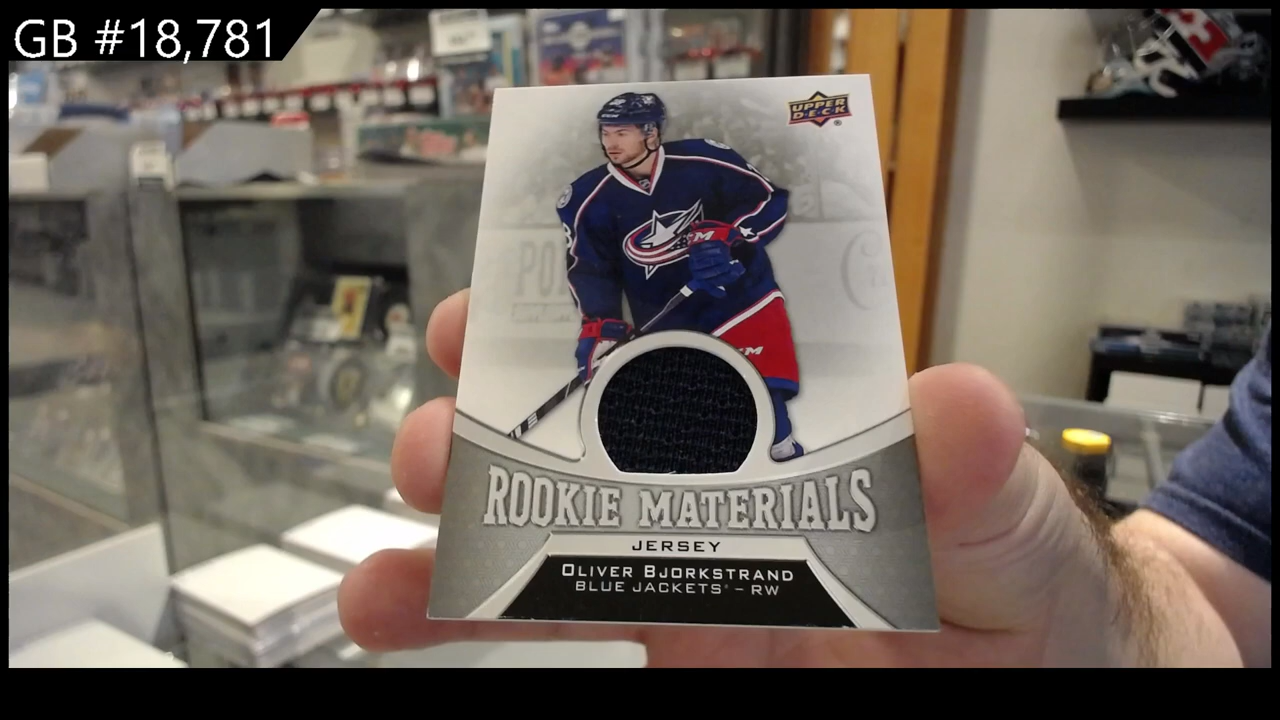 GB #18,781
UPPER
DECK
ROOKIE MATERIALS
JERSEY
OLIVER BJORKSTRAND
BLUE JACKETS® – RW